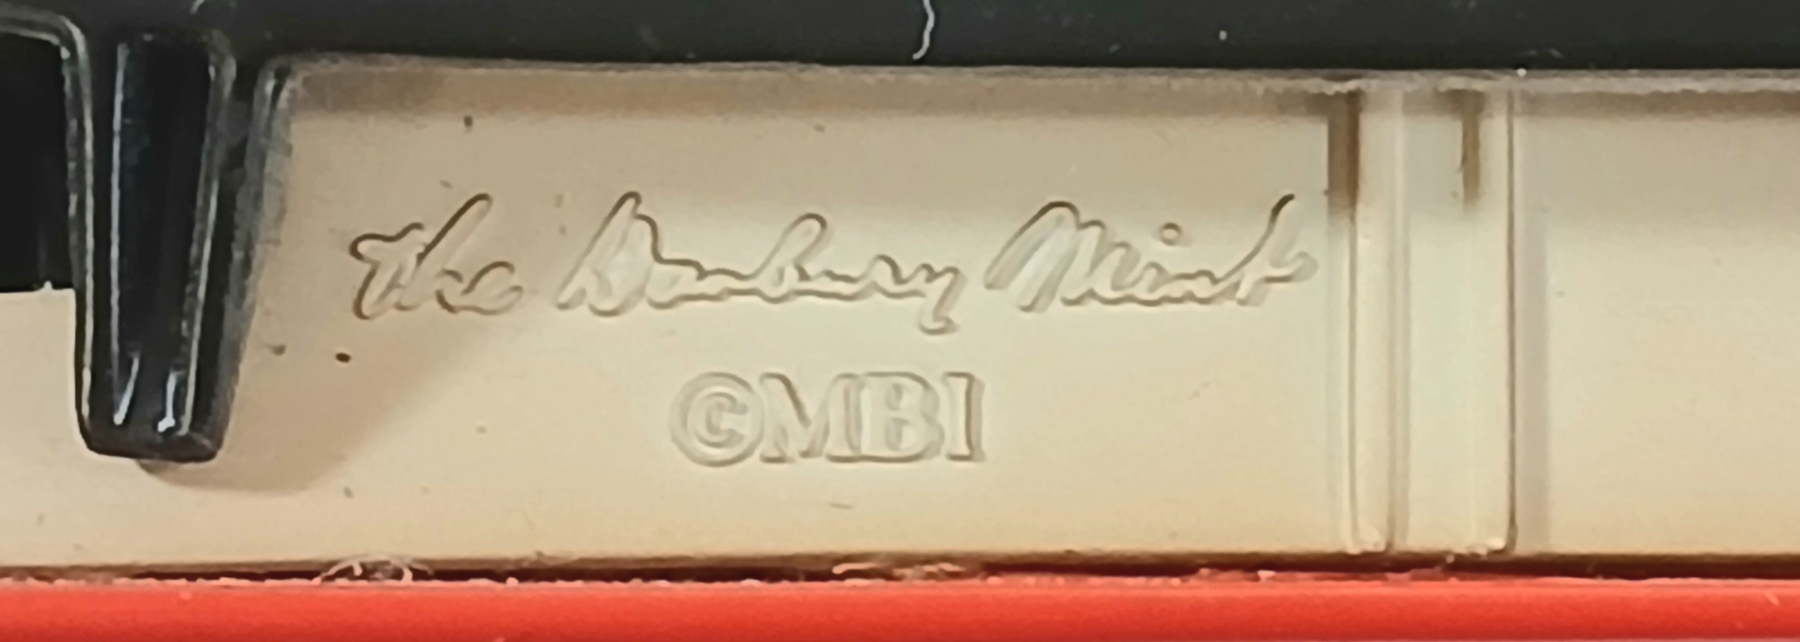 The Danbury Mint
©MBI